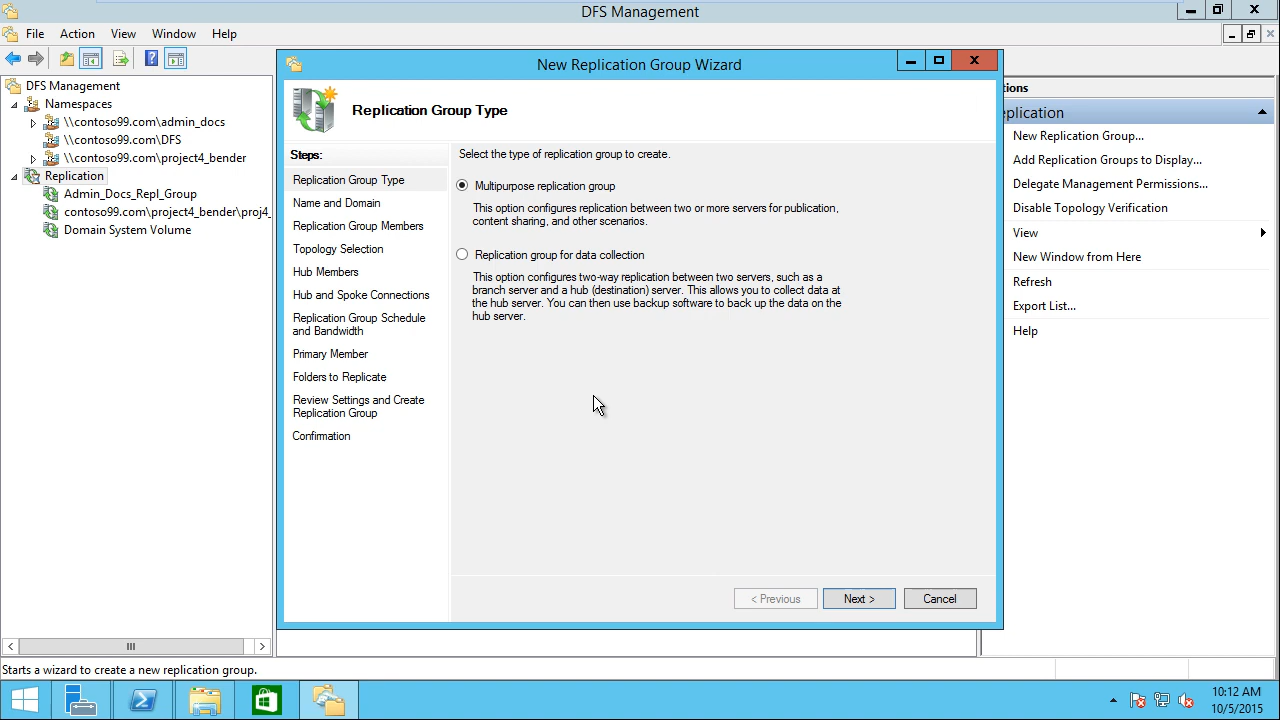 DFS Management
File Action View Window Help
DFS Management
Namespaces
\\contoso99.com\admin_docs
\\contoso99.com\DFS
\\contoso99.com\project4_bender
Replication
Admin_Docs_Repl_Group
contoso99.com\project4_bender\proj4_
Domain System Volume
New Replication Group Wizard
Replication Group Type
Steps:
Replication Group Type
Name and Domain
Replication Group Members
Topology Selection
Hub Members
Hub and Spoke Connections
Replication Group Schedule
and Bandwidth
Primary Member
Folders to Replicate
Review Settings and Create
Replication Group
Confirmation
Select the type of replication group to create.
Multipurpose replication group
This option configures replication between two or more servers for publication,
content sharing, and other scenarios.
Replication group for data collection
This option configures two-way replication between two servers, such as a
branch server and a hub (destination) server. This allows you to collect data at
the hub server. You can then use backup software to back up the data on the
hub server.
< Previous Next > Cancel
ions
plication
New Replication Group...
Add Replication Groups to Display...
Delegate Management Permissions...
Disable Topology Verification
View
New Window from Here
Refresh
Export List...
Help
Starts a wizard to create a new replication group.
10:12 AM
10/5/2015